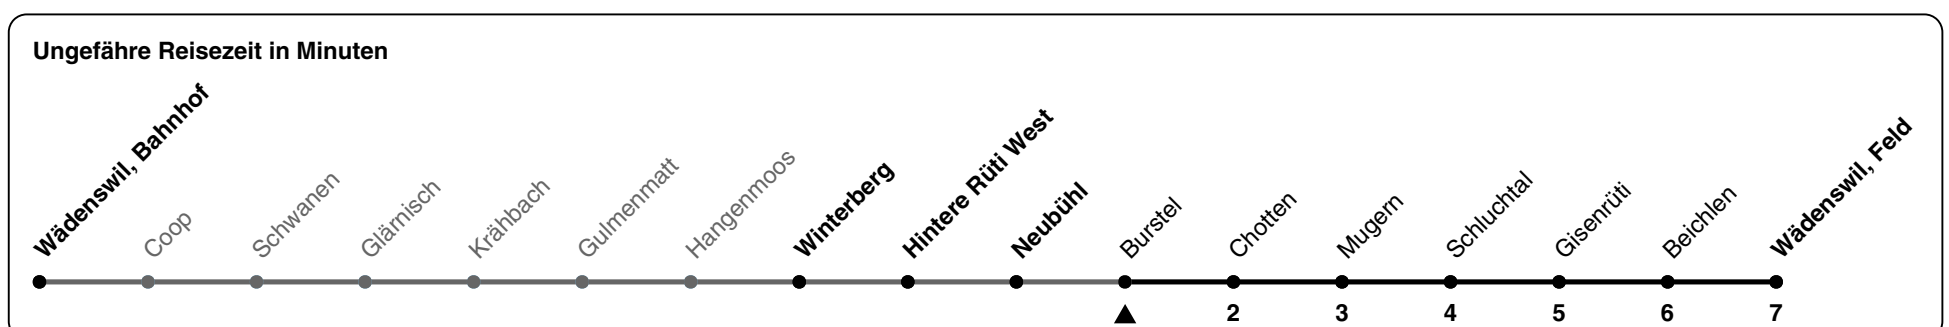 Ungefähre Reisezeit in Minuten
Wädenswil, Bahnhof
Coop
Schwanen
Glärnisch
Krähbach
Gulmenmatt
Hangenmoos
Winterberg
Hintere Rüti West
Neubühl
Burstel
Chotten
Mugern
Schluchtal
Gisenrüti
Beichlen
Wädenswil, Feld
2 3 4 5 6 7